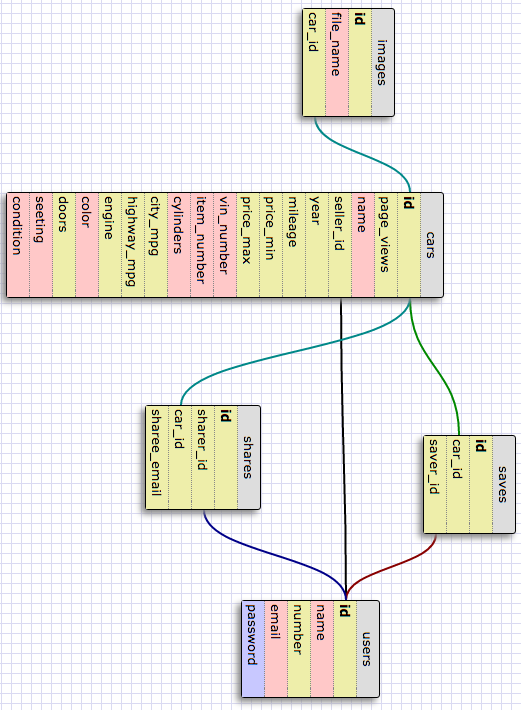 images
id
file_name
car_id
cars
id
page_views
name
seller_id
year
mileage
price_min
price_max
vin_number
item_number
cylinders
city_mpg
highway_mpg
engine
color
doors
seeting
condition
shares
id
sharer_id
car_id
sharee_email
saves
id
car_id
saver_id
users
id
name
number
email
password